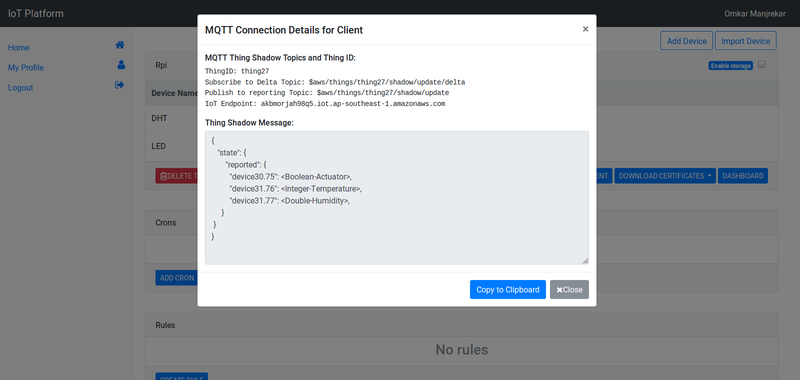 IoT Platform
Omkar Manjrekar
MQTT Connection Details for Client
×
Home
My Profile
Logout
Add Device
Import Device
Rpi
Enable storage
Device Name
DHT
LED
DELETE T
DOWNLOAD CERTIFICATES
DASHBOARD
MQTT Thing Shadow Topics and Thing ID:
ThingID: thing27
Subscribe to Delta Topic: $aws/things/thing27/shadow/update/delta
Publish to reporting Topic: $aws/things/thing27/shadow/update
IoT Endpoint: akbmorjah98q5.iot.ap-southeast-1.amazonaws.com
Thing Shadow Message:
{
"state": {
"reported": {
"device30.75": <Boolean-Actuator>,
"device31.76": <Integer-Temperature>,
"device31.77": <Double-Humidity>,
}
}
}
Copy to Clipboard
×Close
Crons
ADD CRON
Rules
No rules
CREATE RULE